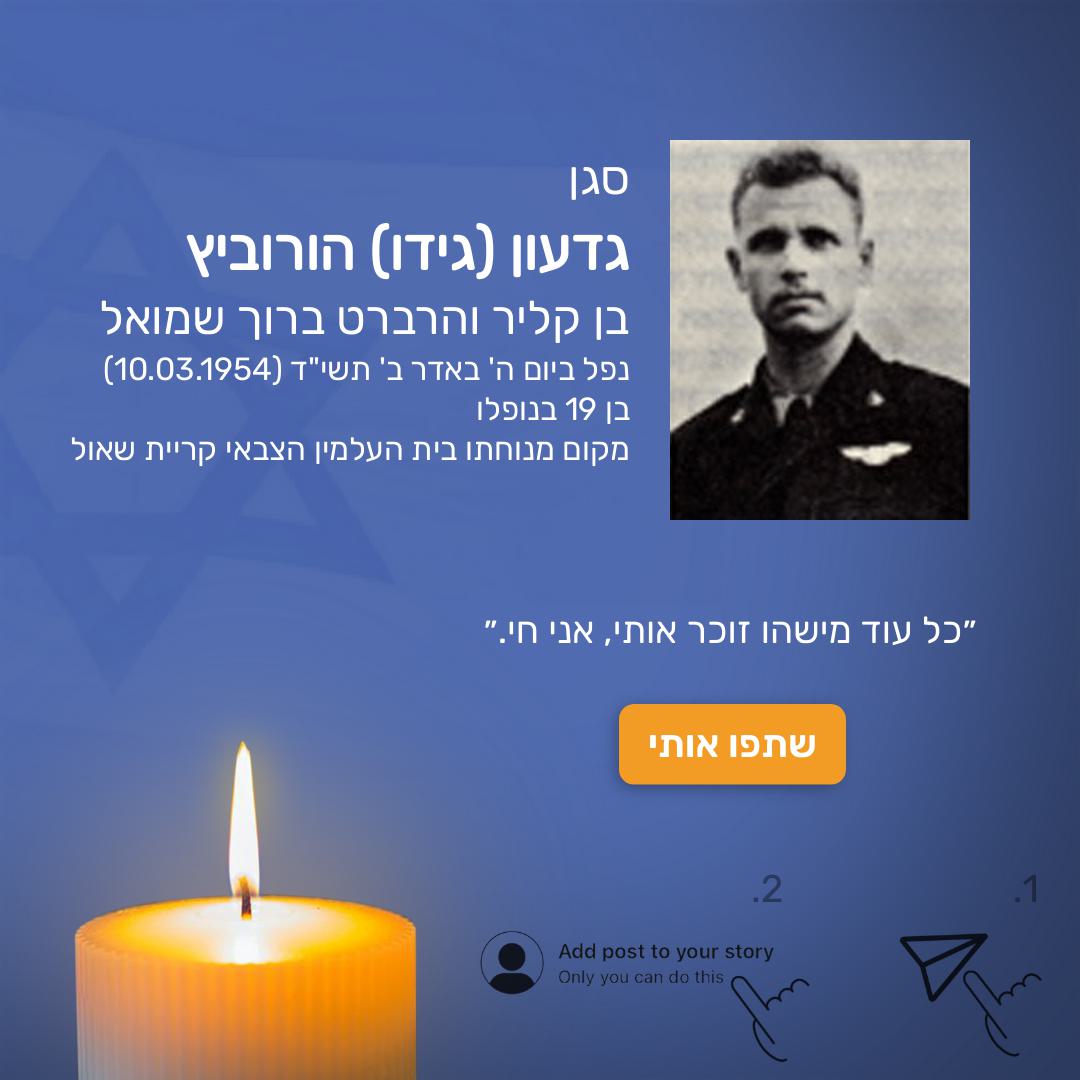 סגן
גדעון (גידו) הורוביץ
בן קליר והרברט ברוך שמואל
נפל ביום ה' באדר ב' תשי"ד (10.03.1954)
בן 19 בנופלו
מקום מנוחתו בית העלמין הצבאי קריית שאול
״כל עוד מישהו זוכר אותי, אני חי.״
שתפו אותי
1.
2.
Add post to your story
Only you can do this